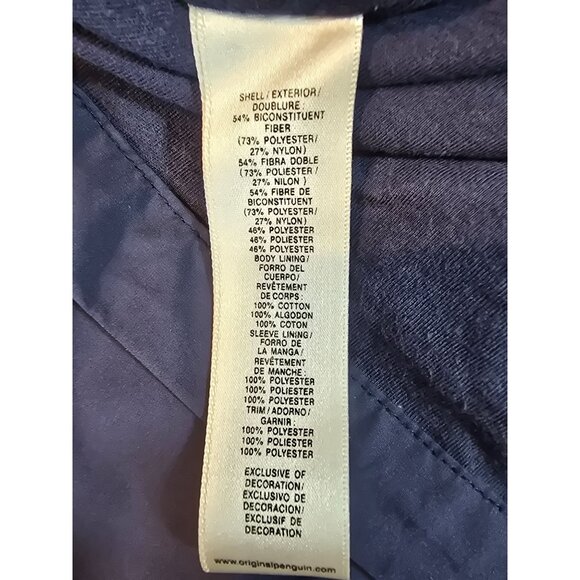 SHELL/EXTERIOR/
DOUBLURE:
54% BICONSTITUENT
FIBER
(73% POLYESTER/
27% NYLON)
54% FIBRA DOBLE
(73% POLIESTER/
27% NILON)
54% FIBRE DE
BICONSTITUENT
(73% POLYESTER/
27% NYLON)
46% POLYESTER
46% POLIESTER
46% POLYESTER
BODY LINING/
FORRO DEL
CUERPO/
REVÊTEMENT
DE CORPS:
100% COTTON
100% ALGODON
100% COTON
SLEEVE LINING/
FORRO DE
LA MANGA/
REVÊTEMENT
DE MANCHE:
100% POLYESTER
100% POLIESTER
100% POLYESTER
TRIM/ADORNO/
GARNIR:
100% POLYESTER
100% POLIESTER
100% POLYESTER
EXCLUSIVE OF
DECORATION/
EXCLUSIVO DE
DECORACION/
EXCLUSIF DE
DECORATION
www.originalpenguin.com